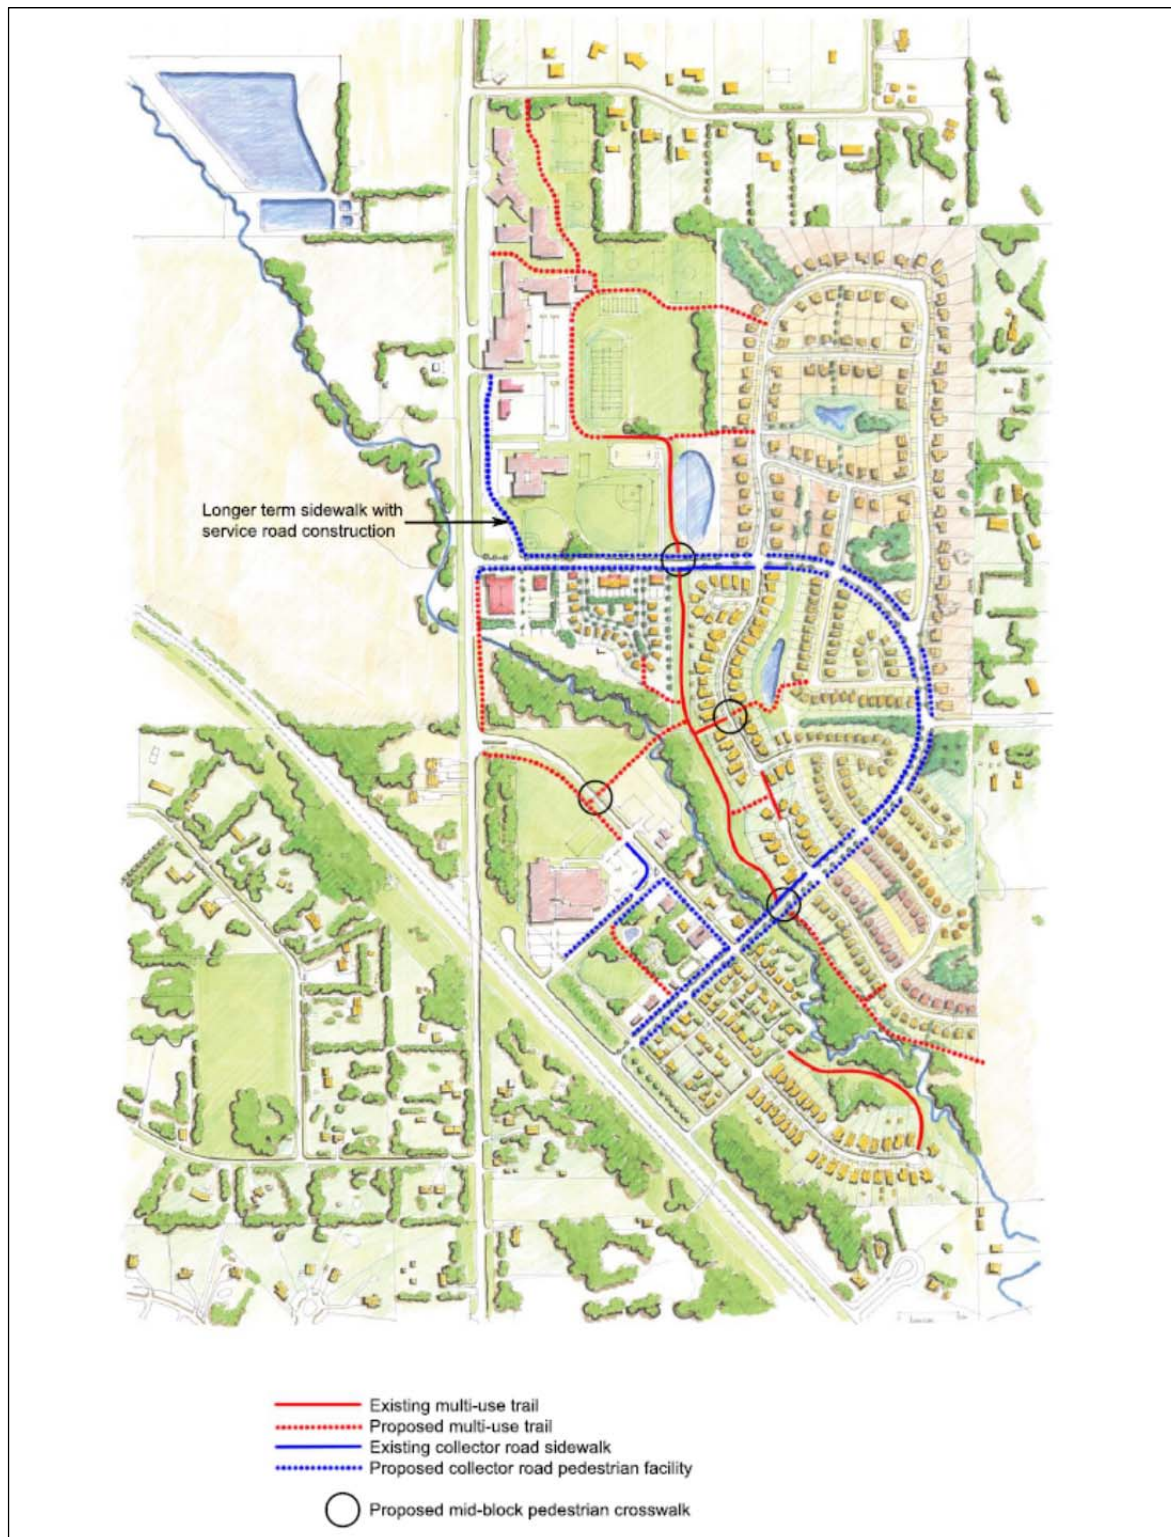 Longer term sidewalk with
service road construction
Existing multi-use trail
Proposed multi-use trail
Existing collector road sidewalk
Proposed collector road pedestrian facility
Proposed mid-block pedestrian crosswalk